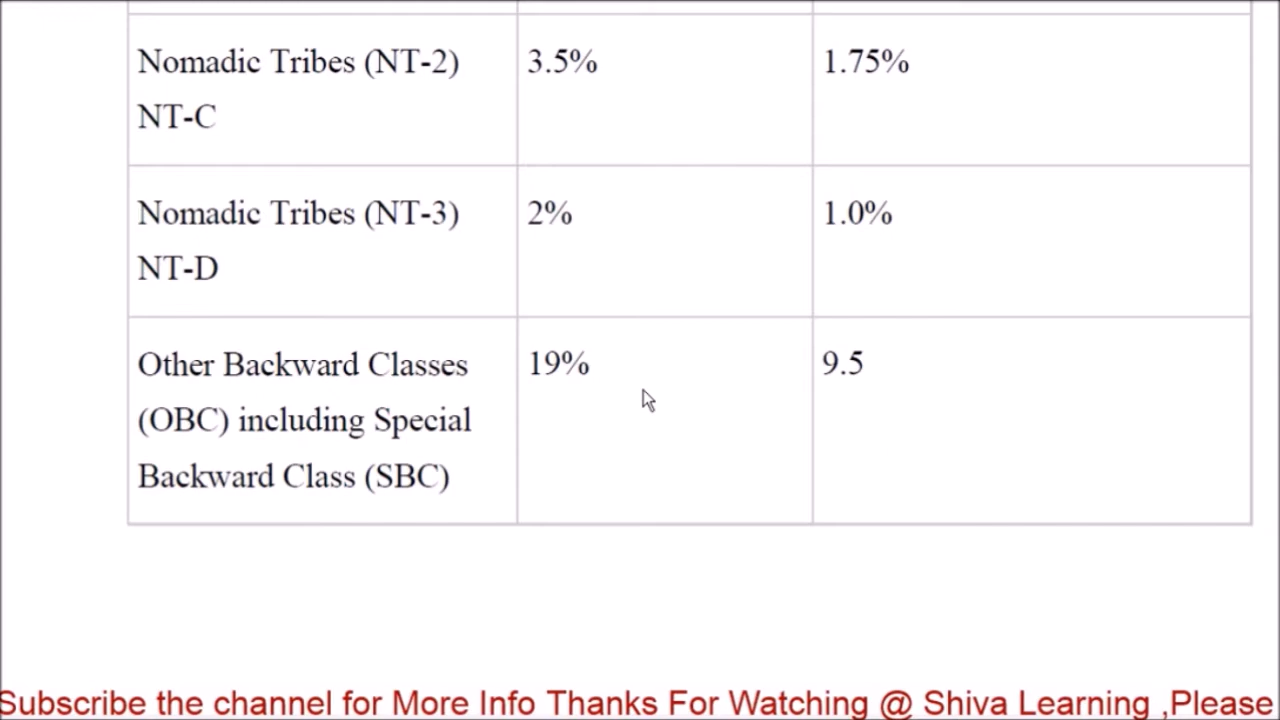 Nomadic Tribes (NT-2) 3.5% 1.75%
NT-C
Nomadic Tribes (NT-3) 2% 1.0%
NT-D
Other Backward Classes 19% 9.5
(OBC) including Special
Backward Class (SBC)
Subscribe the channel for More Info Thanks For Watching @ Shiva Learning ,Please